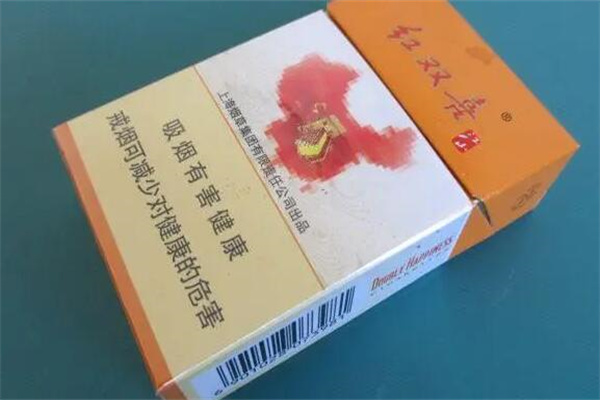 红双喜
®
上海烟草集团有限责任公司出品
吸烟有害健康
戒烟可减少对健康的危害
DOUBLE HAPPINESS
CIGARETTES